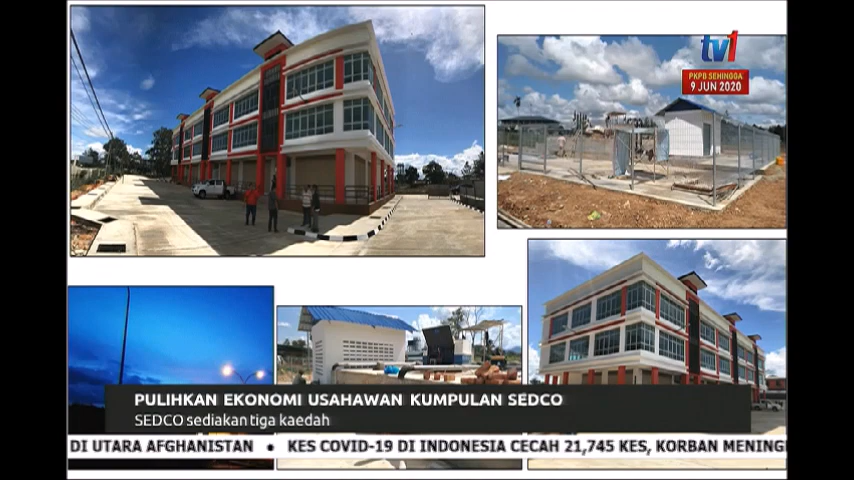 tv1
PKPB SEHINGGA
9 JUN 2020
PULIHKAN EKONOMI USAHAWAN KUMPULAN SEDCO
SEDCO sediakan tiga kaedah
DI UTARA AFGHANISTAN • KES COVID-19 DI INDONESIA CECAH 21,745 KES, KORBAN MENING